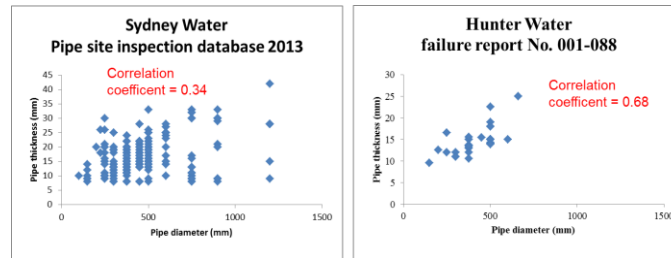 Sydney Water
Pipe site inspection database 2013
Correlation
coefficent = 0.34
Pipe thickness (mm)
45
40
35
30
25
20
15
10
5
0
0 500 1000 1500
Pipe diameter (mm)
Hunter Water
failure report No. 001-088
Correlation
coefficent = 0.68
Pipe thickness (mm)
30
25
20
15
10
5
0
0 500 1000 1500
Pipe diameter (mm)